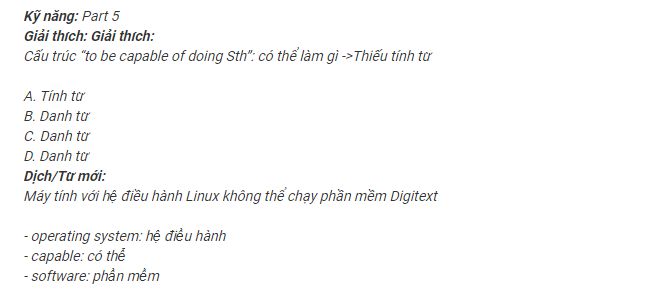 Kỹ năng: Part 5
Giải thích: Giải thích:
Cấu trúc “to be capable of doing Sth”: có thể làm gì ->Thiếu tính từ
A. Tính từ
B. Danh từ
C. Danh từ
D. Danh từ
Dịch/Từ mới:
Máy tính với hệ điều hành Linux không thể chạy phần mềm Digitext
- operating system: hệ điều hành
- capable: có thể
- software: phần mềm